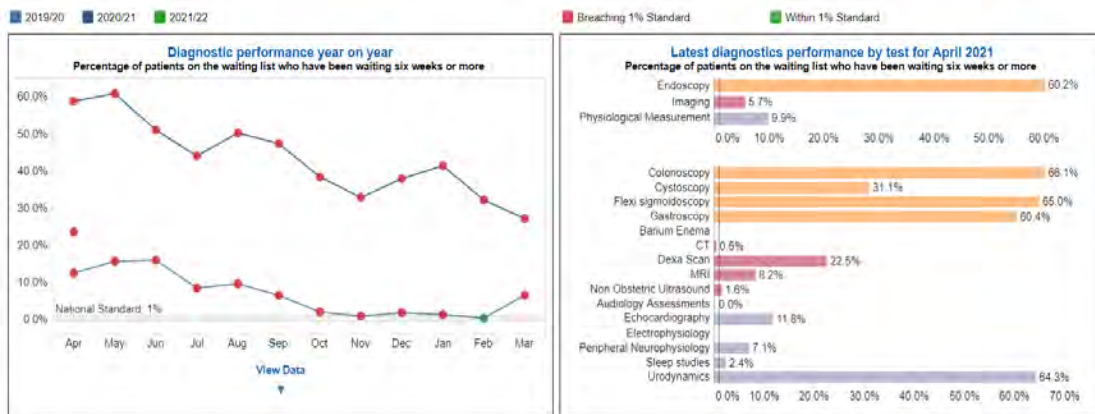 2019/20 2020/21 2021/22
Breaching 1% Standard Within 1% Standard
Diagnostic performance year on year
Percentage of patients on the waiting list who have been waiting six weeks or more
60.0%
50.0%
40.0%
30.0%
20.0%
10.0%
National Standard, 1%
0.0%
Apr May Jun Jul Aug Sep Oct Nov Dec Jan Feb Mar
View Data
Latest diagnostics performance by test for April 2021
Percentage of patients on the waiting list who have been waiting six weeks or more
Endoscopy 60.2%
Imaging 5.7%
Physiological Measurement 9.9%
0.0% 10.0% 20.0% 30.0% 40.0% 50.0% 60.0%
Colonoscopy 66.1%
Cystoscopy 31.1%
Flexi sigmoidoscopy 65.0%
Gastroscopy 60.4%
Barium Enema
CT 0.5%
Dexa Scan 22.5%
MRI 8.2%
Non Obstetric Ultrasound 1.6%
Audiology Assessments 0.0%
Echocardiography 11.8%
Electrophysiology
Peripheral Neurophysiology 7.1%
Sleep studies 2.4%
Urodynamics 64.3%
0.0% 10.0% 20.0% 30.0% 40.0% 50.0% 60.0% 70.0%